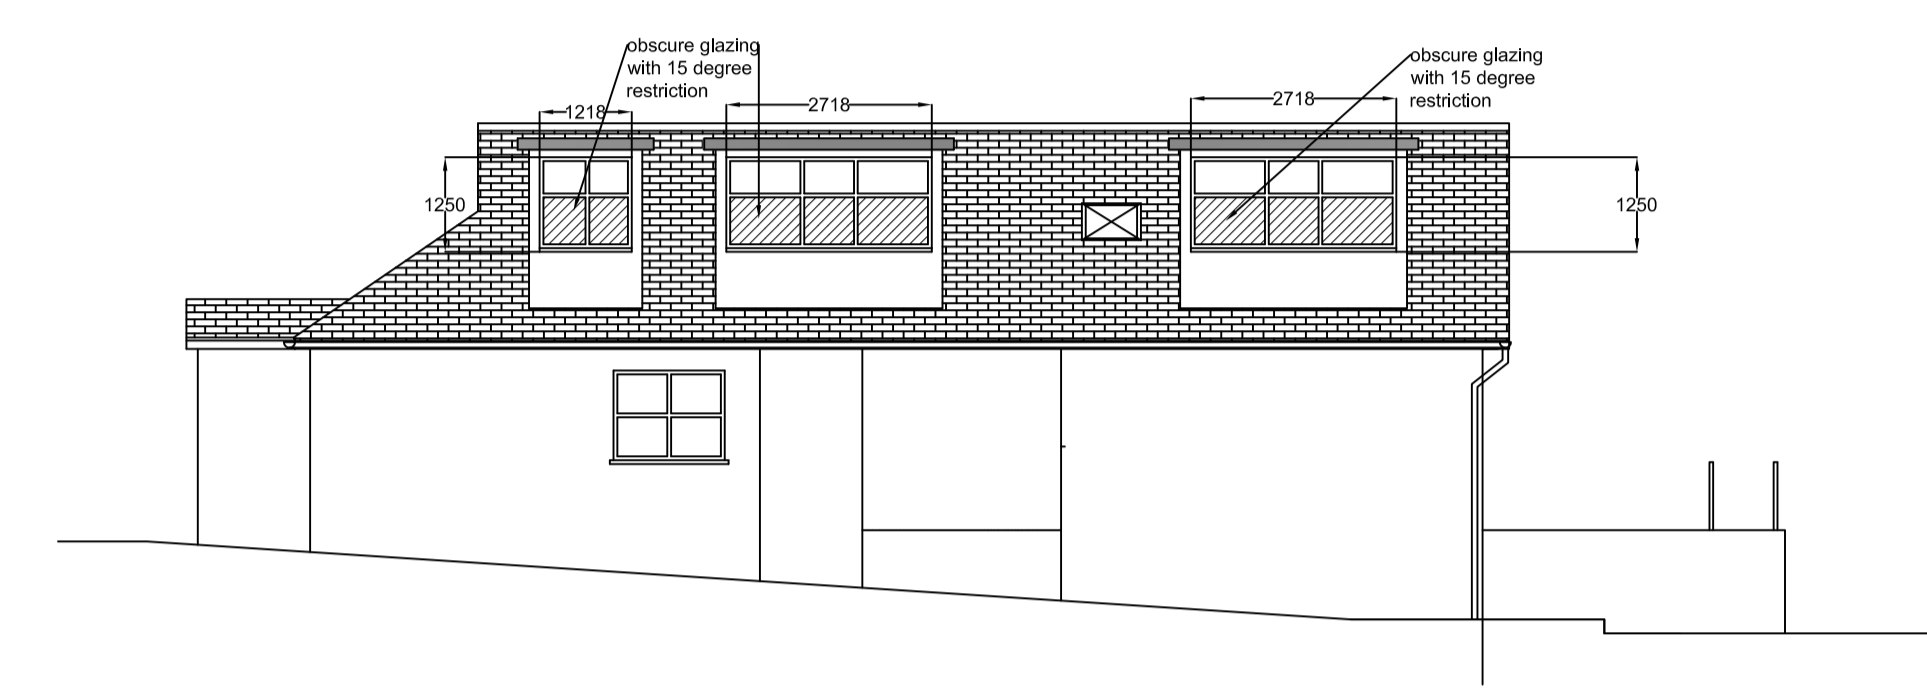 obscure glazing
with 15 degree
restriction
obscure glazing
with 15 degree
restriction
1218
2718
2718
1250
1250